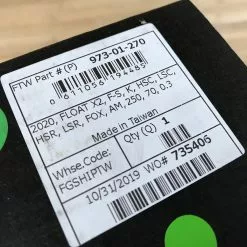 FTW Part # (P) 973-01-270
0 611056 194485
2020, FLOAT X2, F-S, K, HSC, LSC,
HSR, LSR, FOX, AM, 250, 70, 0.3
Made in Taiwan
Whse.Code: Qty (Q) 1
FGSHIPTW
10/31/2019 WO# 735406